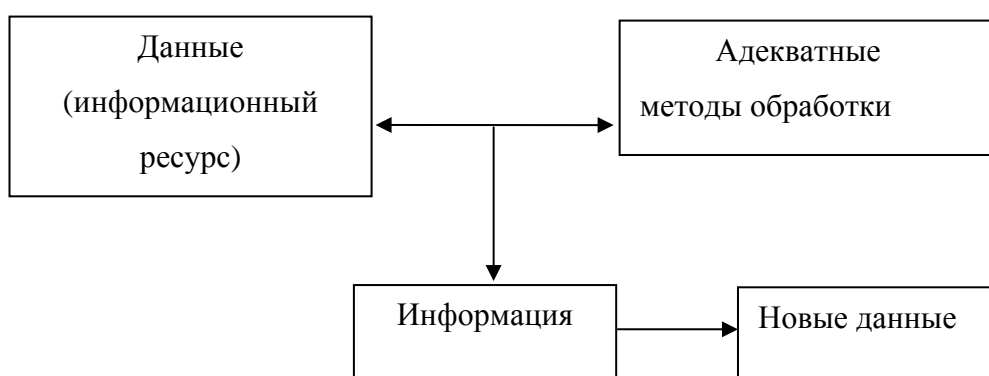 Данные
(информационный
ресурс)
Адекватные
методы обработки
Информация
Новые данные